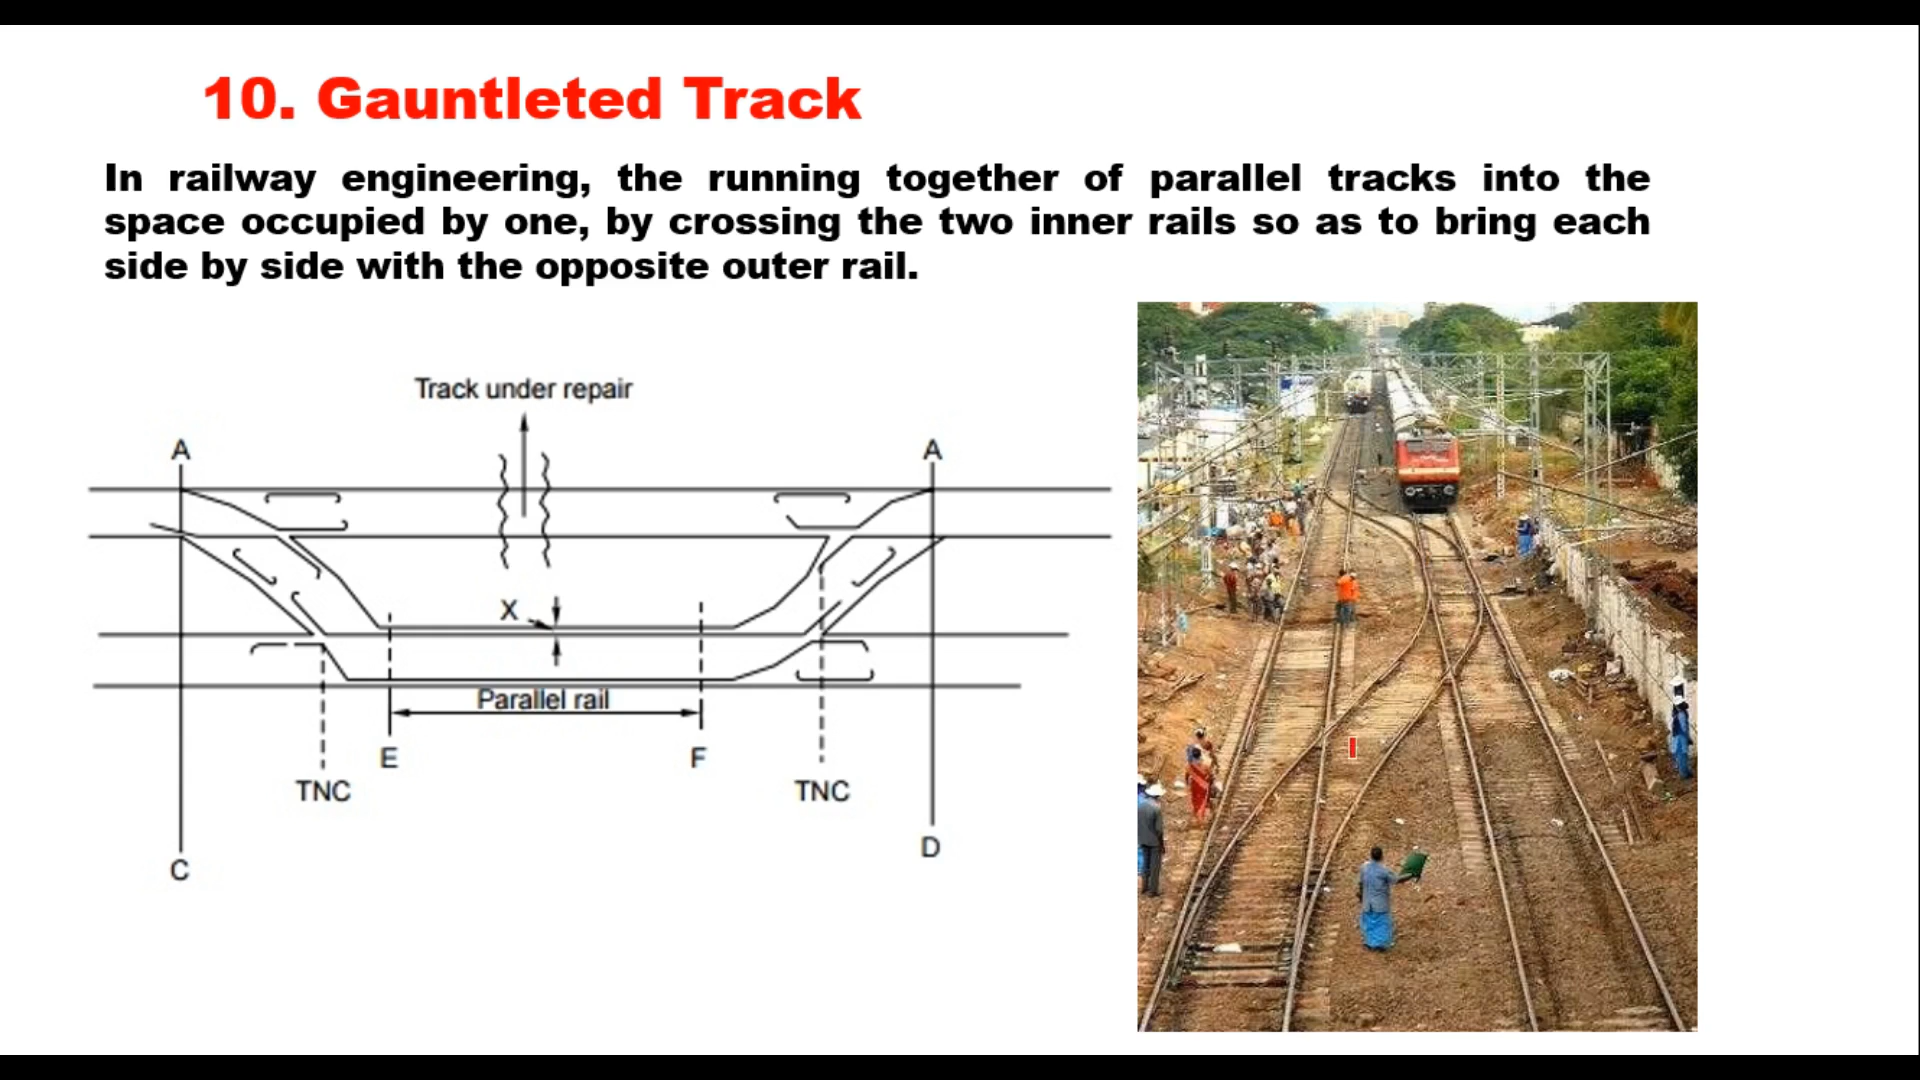 10. Gauntleted Track
In railway engineering, the running together of parallel tracks into the
space occupied by one, by crossing the two inner rails so as to bring each
side by side with the opposite outer rail.
Track under repair
A
A
X
Parallel rail
E
F
TNC
TNC
D
C